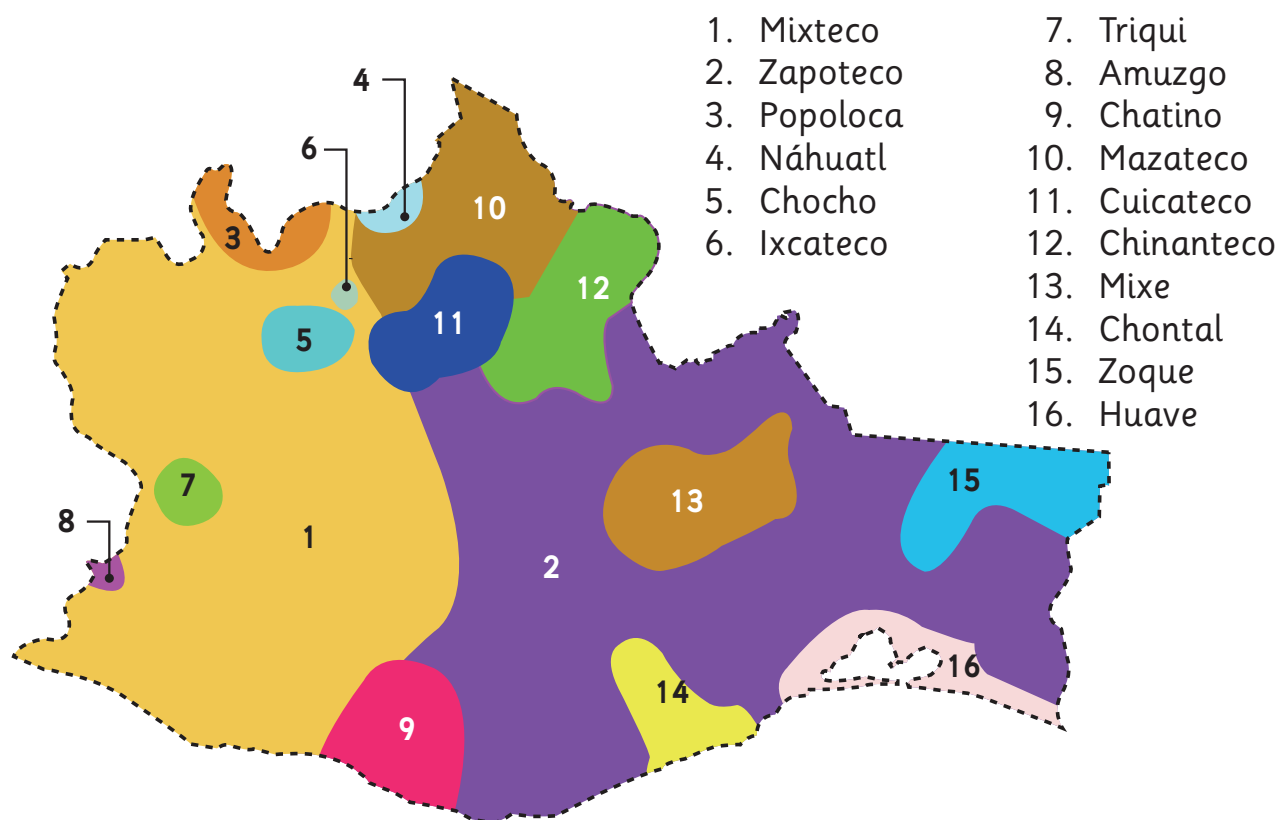 1. Mixteco
2. Zapoteco
3. Popoloca
4. Náhuatl
5. Chocho
6. Ixcateco
7. Triqui
8. Amuzgo
9. Chatino
10. Mazateco
11. Cuicateco
12. Chinanteco
13. Mixe
14. Chontal
15. Zoque
16. Huave
4
6
10
3
12
11
5
15
7
13
8
1
2
16
14
9